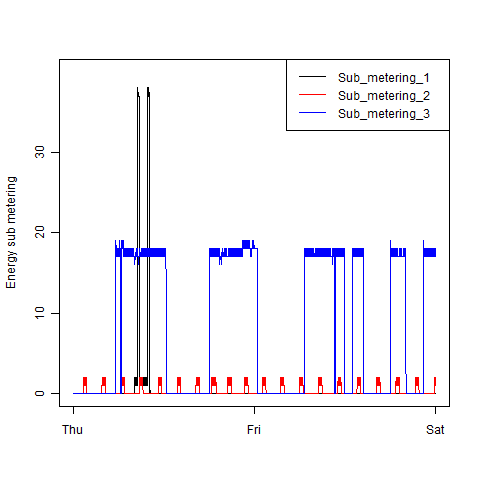 Sub_metering_1
Sub_metering_2
Sub_metering_3
Energy sub metering
30
20
10
0
Thu
Fri
Sat